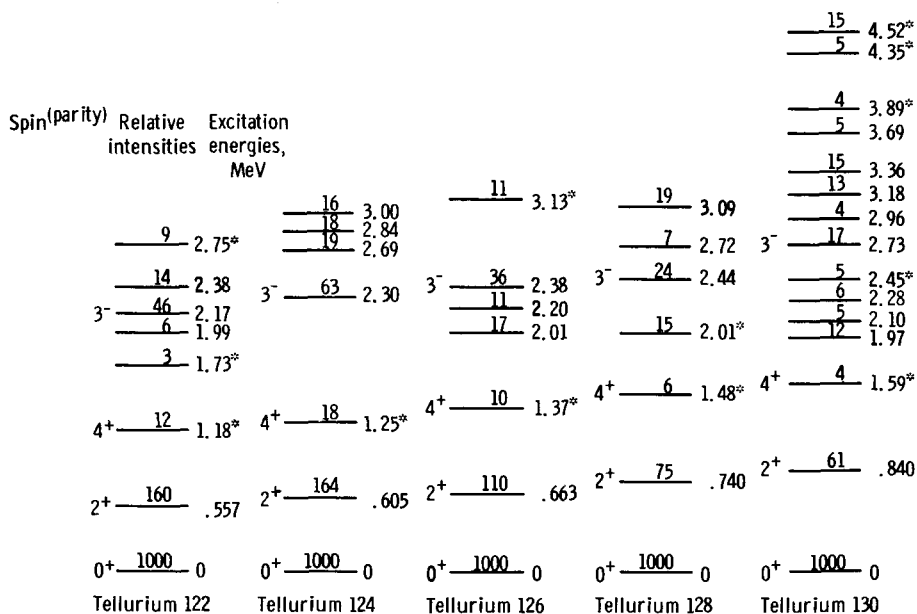 15 4.52*
5 4.35*
4 3.89*
Spin(parity) Relative intensities Excitation energies, MeV
5 3.69
15 3.36
11 3.13*
13 3.18
16 3.00
19 3.09
4 2.96
18 2.84
9 2.75*
19 2.69
7 2.72
3- 17 2.73
14 2.38
3- 63 2.30
3- 36 2.38
3- 24 2.44
5 2.45*
3- 46 2.17
11 2.20
6 2.28
6 1.99
17 2.01
15 2.01*
5 2.10
12 1.97
3 1.73*
4+ 12 1.18*
4+ 18 1.25*
4+ 10 1.37*
4+ 6 1.48*
4+ 4 1.59*
2+ 160 .557
2+ 164 .605
2+ 110 .663
2+ 75 .740
2+ 61 .840
0+ 1000 0
0+ 1000 0
0+ 1000 0
0+ 1000 0
0+ 1000 0
Tellurium 122 Tellurium 124 Tellurium 126 Tellurium 128 Tellurium 130